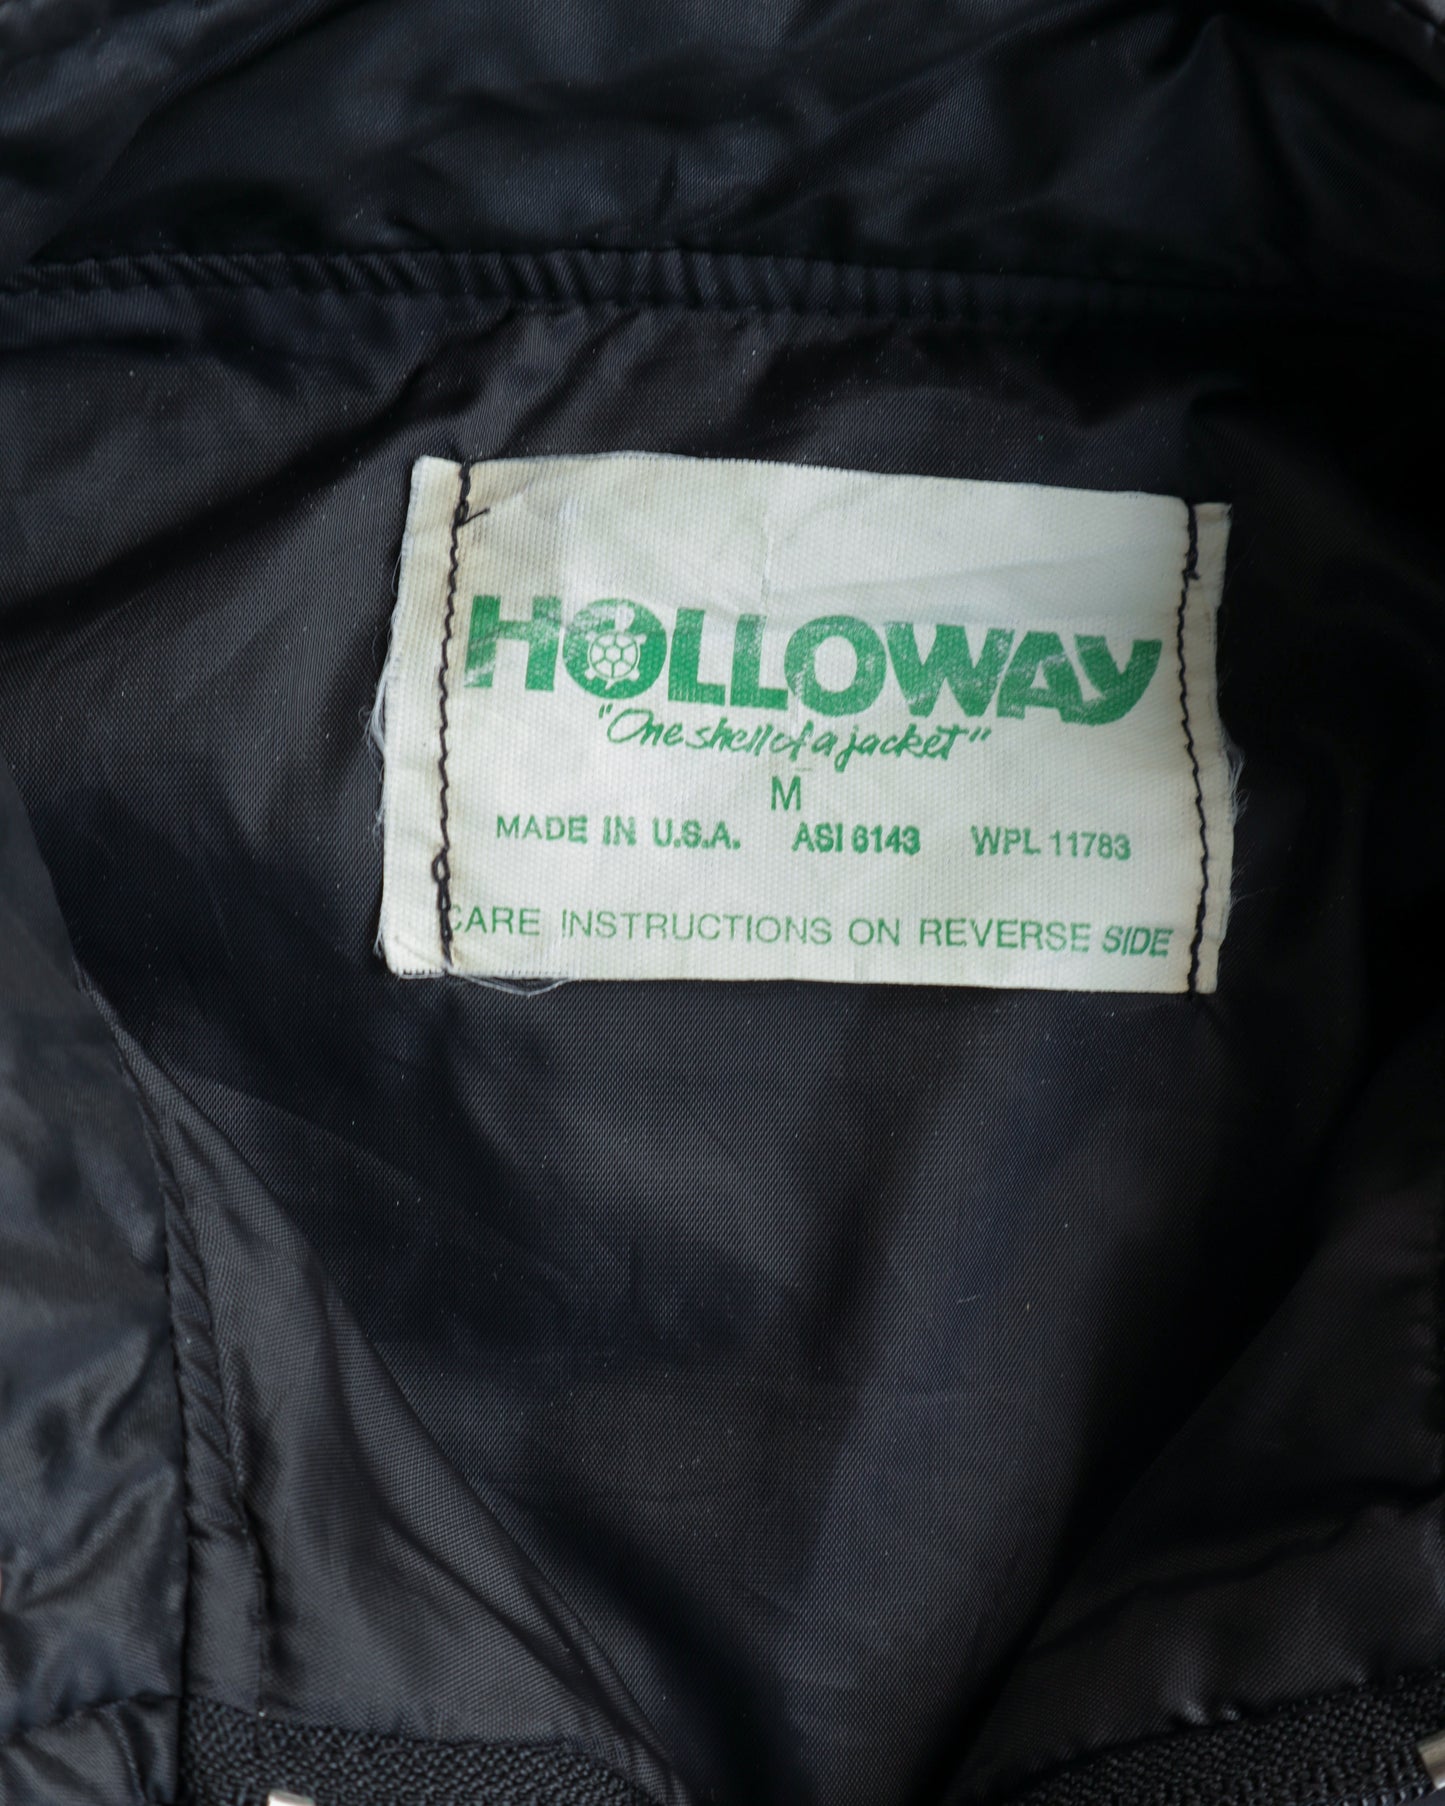 HOLLOWAY
"One shell of a jacket"
M
MADE IN U.S.A. ASI 6143 WPL 11783
CARE INSTRUCTIONS ON REVERSE SIDE